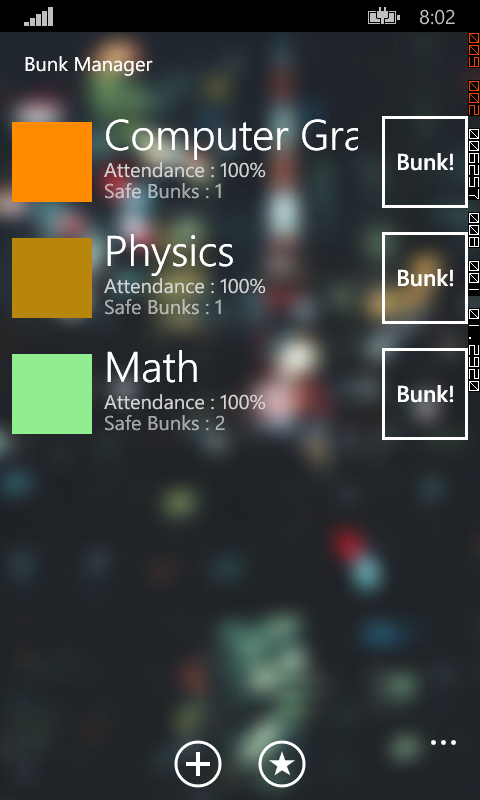 8:02
Bunk Manager
Computer Gra
Attendance : 100%
Safe Bunks : 1
Bunk!
Physics
Attendance : 100%
Safe Bunks : 1
Bunk!
Math
Attendance : 100%
Safe Bunks : 2
Bunk!